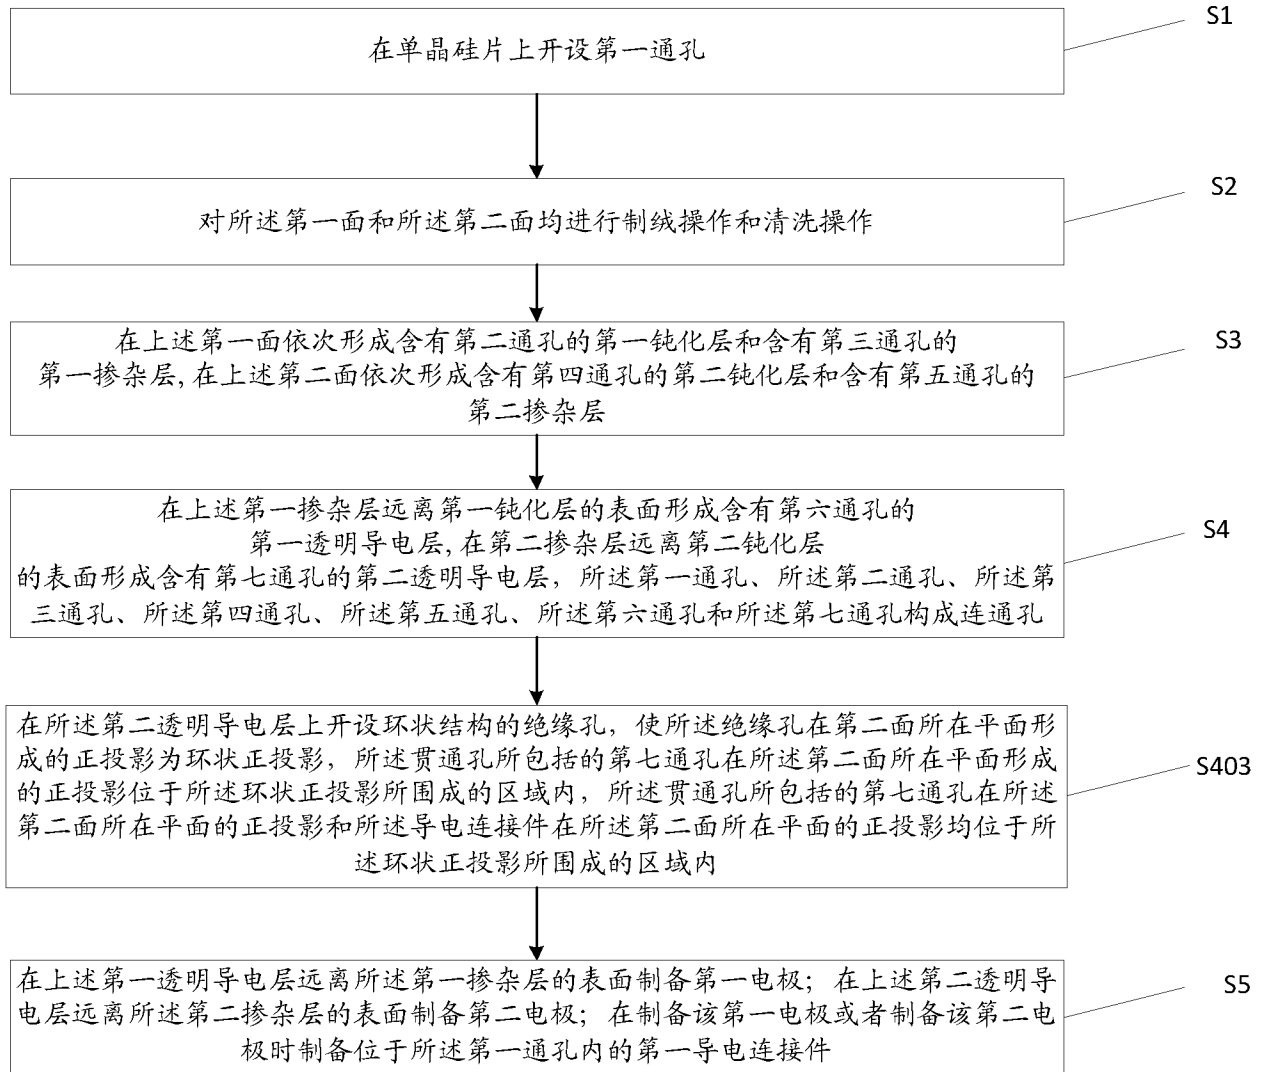 在单晶硅片上开设第一通孔
S1
对所述第一面和所述第二面均进行制绒操作和清洗操作
S2
在上述第一面依次形成含有第二通孔的第一钝化层和含有第三通孔的
第一掺杂层,在上述第二面依次形成含有第四通孔的第二钝化层和含有第五通孔的
第二掺杂层
S3
在上述第一掺杂层远离第一钝化层的表面形成含有第六通孔的
第一透明导电层,在第二掺杂层远离第二钝化层
的表面形成含有第七通孔的第二透明导电层，所述第一通孔、所述第二通孔、所述第
三通孔、所述第四通孔、所述第五通孔、所述第六通孔和所述第七通孔构成连通孔
S4
在所述第二透明导电层上开设环状结构的绝缘孔，使所述绝缘孔在第二面所在平面形
成的正投影为环状正投影，所述贯通孔所包括的第七通孔在所述第二面所在平面形成
的正投影位于所述环状正投影所围成的区域内，所述贯通孔所包括的第七通孔在所述
第二面所在平面的正投影和所述导电连接件在所述第二面所在平面的正投影均位于所
述环状正投影所围成的区域内
S403
在上述第一透明导电层远离所述第一掺杂层的表面制备第一电极；在上述第二透明导
电层远离所述第二掺杂层的表面制备第二电极；在制备该第一电极或者制备该第二电
极时制备位于所述第一通孔内的第一导电连接件
S5